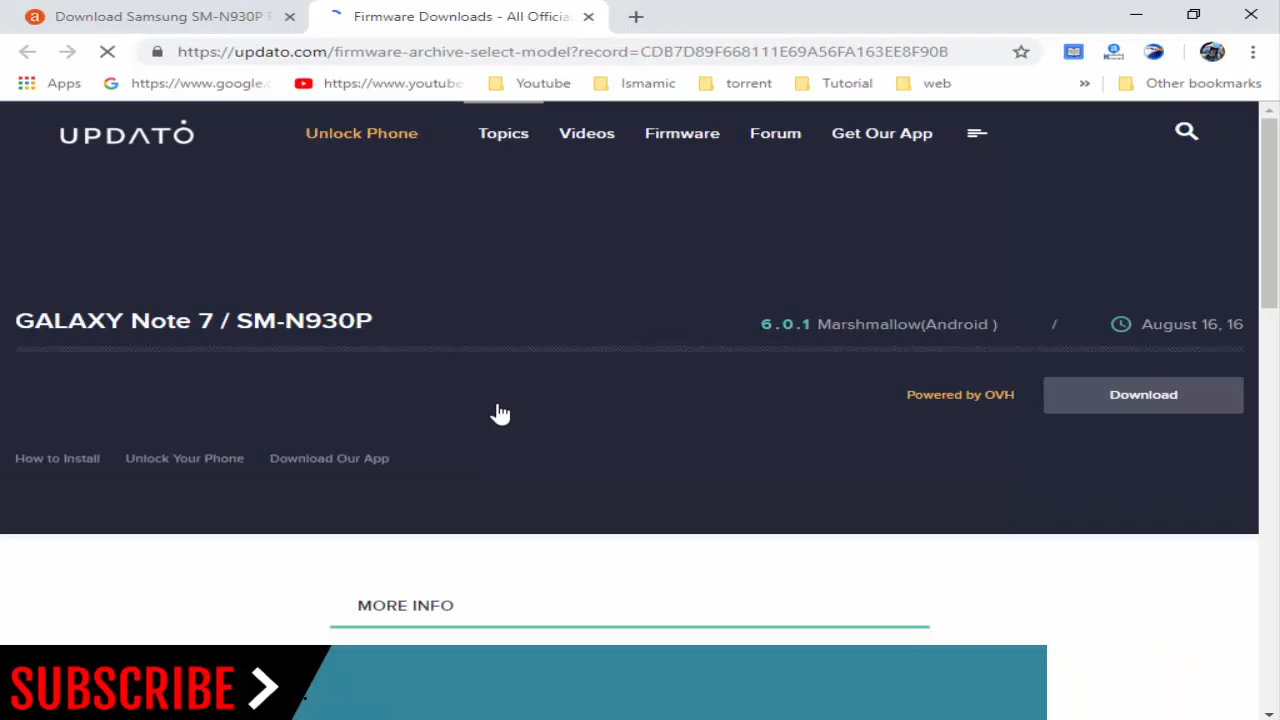 Download Samsung SM-N930P
Firmware Downloads - All Officia
https://updato.com/firmware-archive-select-model?record=CDB7D89F668111E69A56FA163EE8F90B
Apps
https://www.google.c
https://www.youtube
Youtube
Ismamic
torrent
Tutorial
web
»
Other bookmarks
UPDATO
Unlock Phone
Topics
Videos
Firmware
Forum
Get Our App
GALAXY Note 7 / SM-N930P
6.0.1 Marshmallow(Android )
/
August 16, 16
Powered by OVH
Download
How to Install
Unlock Your Phone
Download Our App
MORE INFO
SUBSCRIBE